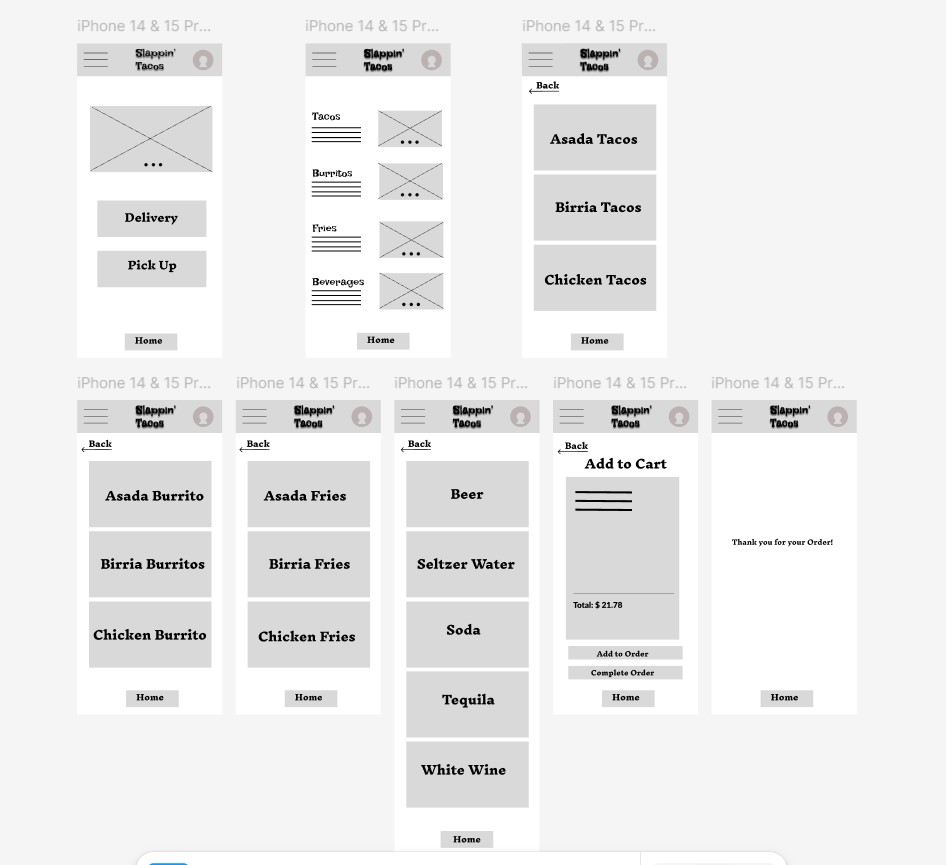 iPhone 14 & 15 Pr...
iPhone 14 & 15 Pr...
iPhone 14 & 15 Pr...
Slappin'
Tacos
Delivery
Pick Up
Home
Slappin'
Tacos
Tacos
Burritos
Fries
Beverages
Home
Slappin'
Tacos
Back
Asada Tacos
Birria Tacos
Chicken Tacos
Home
iPhone 14 & 15 Pr...
iPhone 14 & 15 Pr...
iPhone 14 & 15 Pr...
iPhone 14 & 15 Pr...
iPhone 14 & 15 Pr...
Slappin'
Tacos
Back
Asada Burrito
Birria Burritos
Chicken Burrito
Home
Slappin'
Tacos
Back
Asada Fries
Birria Fries
Chicken Fries
Home
Slappin'
Tacos
Back
Beer
Seltzer Water
Soda
Tequila
White Wine
Home
Slappin'
Tacos
Back
Add to Cart
Total: $ 21.78
Add to Order
Complete Order
Home
Slappin'
Tacos
Thank you for your Order!
Home